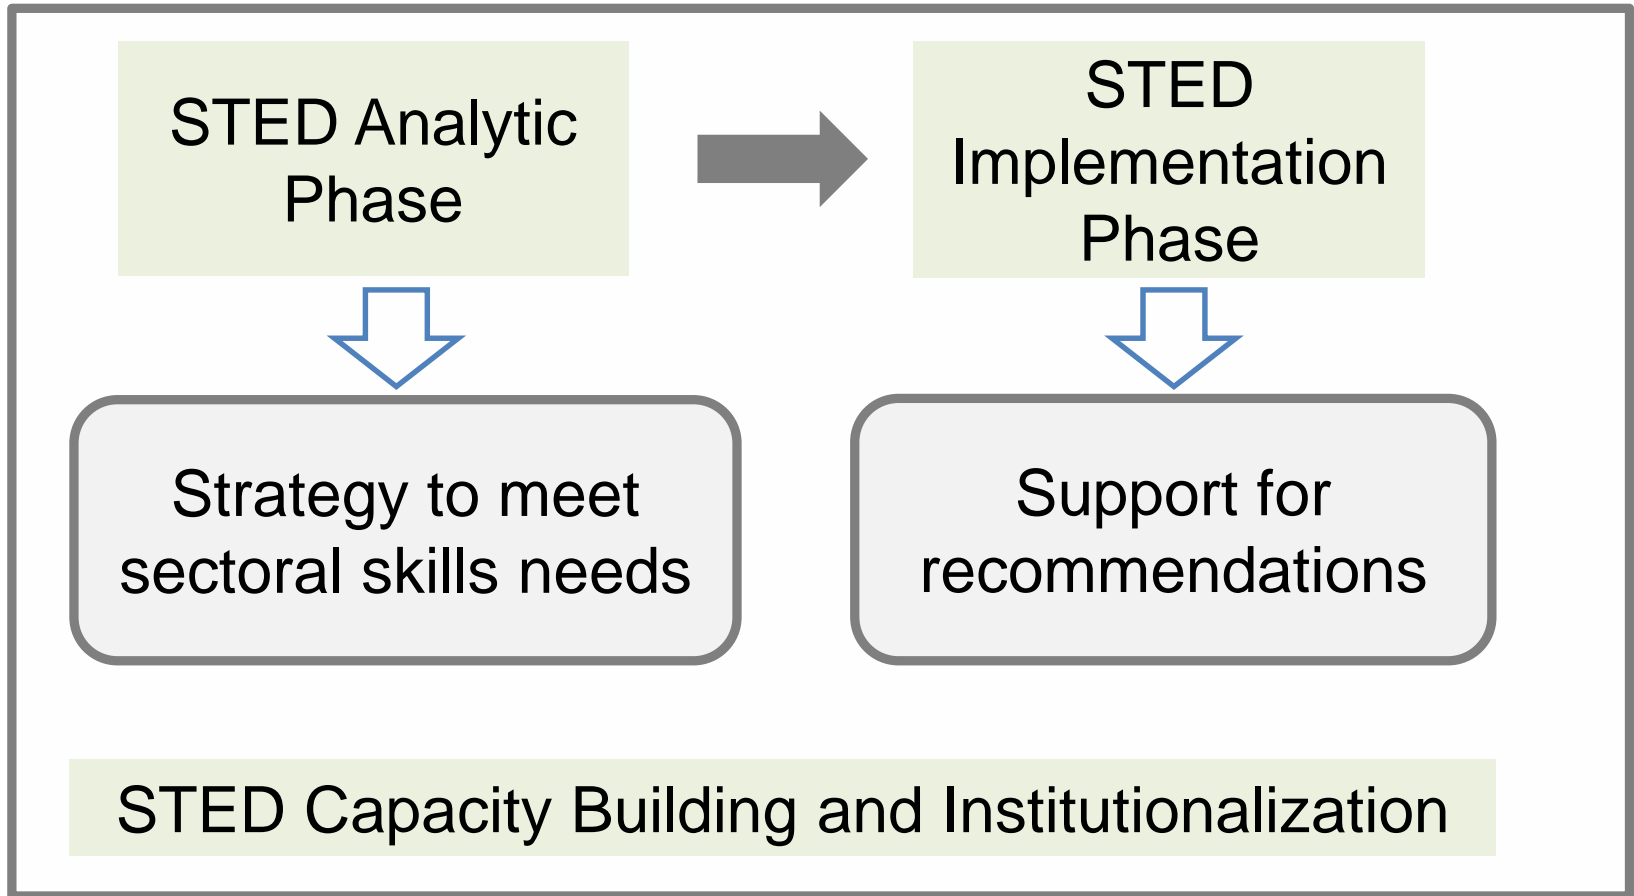 STED Analytic
Phase
STED
Implementation
Phase
Strategy to meet
sectoral skills needs
Support for
recommendations
STED Capacity Building and Institutionalization